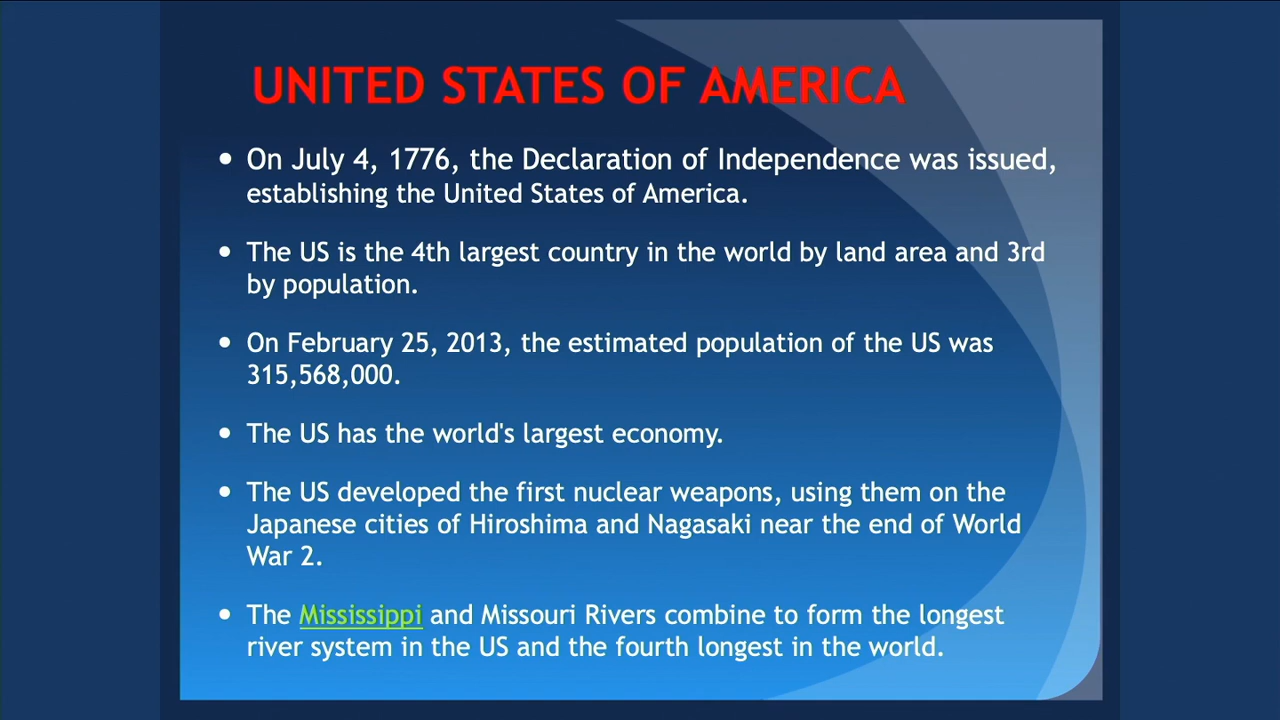 UNITED STATES OF AMERICA
• On July 4, 1776, the Declaration of Independence was issued,
establishing the United States of America.
• The US is the 4th largest country in the world by land area and 3rd
by population.
• On February 25, 2013, the estimated population of the US was
315,568,000.
• The US has the world's largest economy.
• The US developed the first nuclear weapons, using them on the
Japanese cities of Hiroshima and Nagasaki near the end of World
War 2.
• The Mississippi and Missouri Rivers combine to form the longest
river system in the US and the fourth longest in the world.